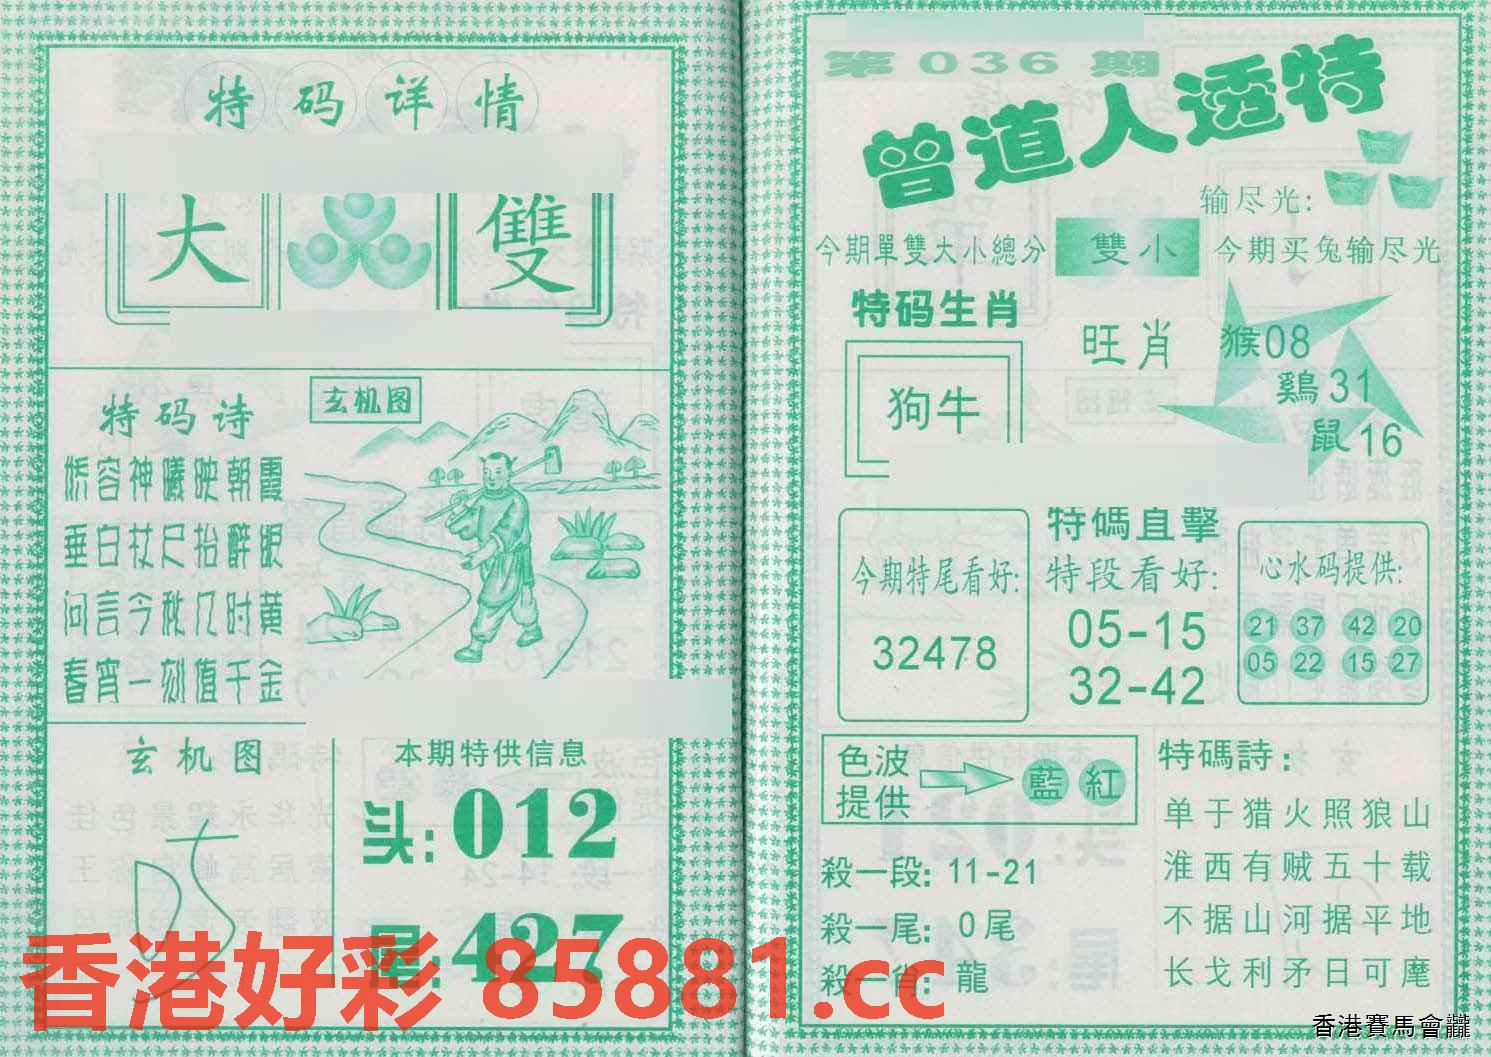 特码详情
大 雙
特码诗
玄机图
容神曦映朝霞
垂白杖尺抬醉眼
问言今秋几时黄
春宵一刻值千金
玄机图
本期特供信息
头:012
尾:427
第036期
曾道人透特
输尽光:
今期單雙大小總分 雙小 今期买兔输尽光
特码生肖
狗牛
旺肖
猴08
鷄31
鼠16
特碼直擊
今期特尾看好:
32478
特段看好:
05-15
32-42
心水码提供:
21 37 42 20
05 22 15 27
色波提供 藍 紅
殺一段: 11-21
殺一尾: 0尾
殺一肖: 龍
特碼詩:
单于猎火照狼山
淮西有贼五十载
不据山河据平地
长戈利矛日可麾
香港好彩 85881.cc
香港賽馬會